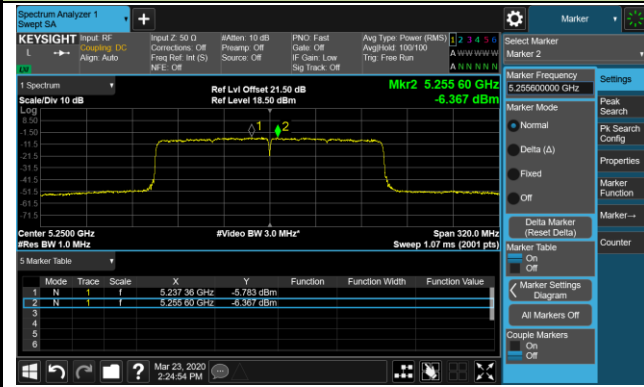 Spectrum Analyzer 1
Swept SA
+
Marker
KEYSIGHT
L
Input: RF
Coupling: DC
Align: Auto
Input Z: 50 Ω
Corrections: Off
Freq Ref: Int (S)
NFE: Off
#Atten: 10 dB
Preamp: Off
Source: Off
PNO: Fast
Gate: Off
IF Gain: Low
Sig Track: Off
Avg Type: Power (RMS)
Avg|Hold: 100/100
Trig: Free Run
1 2 3 4 5 6
A W W W W W
A N N N N N
Select Marker
Marker 2
1 Spectrum
Scale/Div 10 dB
Ref Lvl Offset 21.50 dB
Ref Level 18.50 dBm
Mkr2 5.255 60 GHz
-6.367 dBm
Log
8.50
-1.50
-11.5
-21.5
-31.5
-41.5
-51.5
-61.5
-71.5
1
2
Center 5.2500 GHz
#Res BW 1.0 MHz
#Video BW 3.0 MHz*
Span 320.0 MHz
Sweep 1.07 ms (2001 pts)
5 Marker Table
Mode Trace Scale X Y Function Function Width Function Value
1 N 1 f 5.237 36 GHz -5.783 dBm
2 N 1 f 5.255 60 GHz -6.367 dBm
3
4
5
6
Marker Frequency
5.255600000 GHz
Marker Mode
Normal
Delta (Δ)
Fixed
Off
Delta Marker
(Reset Delta)
Marker Table
On
Off
Marker Settings
Diagram
All Markers Off
Couple Markers
On
Off
Settings
Peak
Search
Pk Search
Config
Properties
Marker
Function
Marker→
Counter
?
Mar 23, 2020
2:24:54 PM